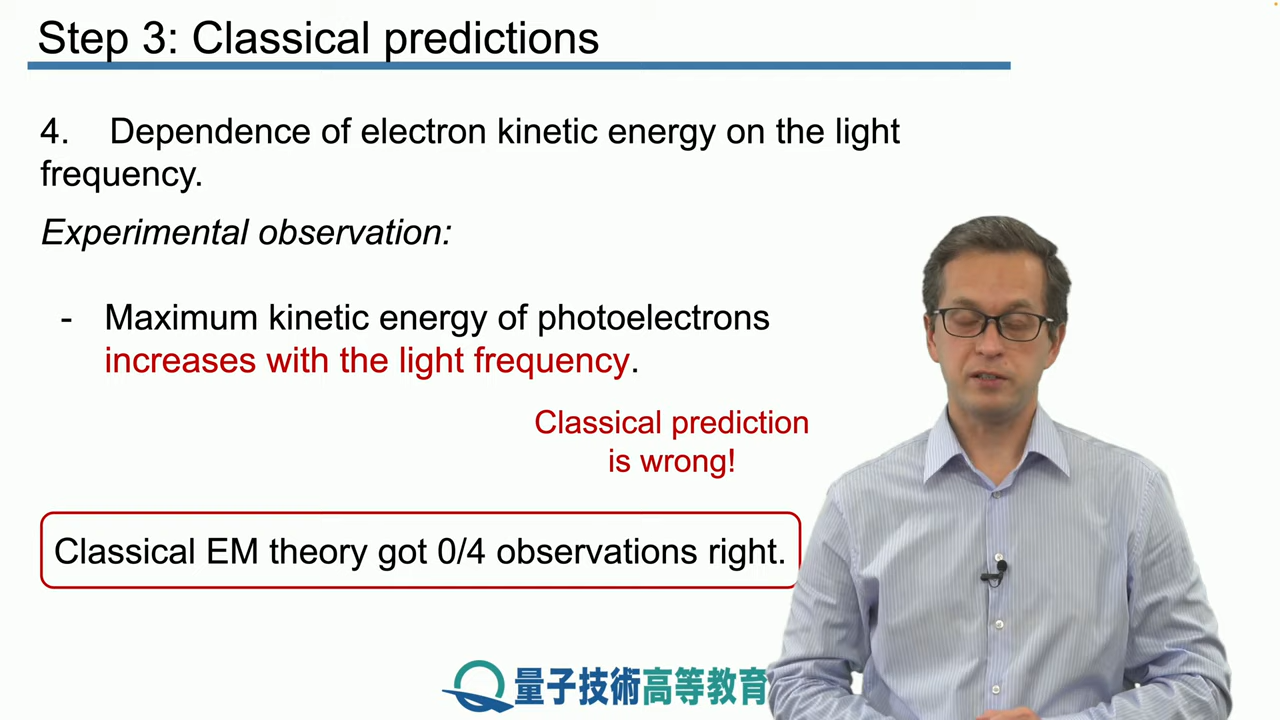 Step 3: Classical predictions
4. Dependence of electron kinetic energy on the light
frequency.
Experimental observation:
- Maximum kinetic energy of photoelectrons
increases with the light frequency.
Classical prediction
is wrong!
Classical EM theory got 0/4 observations right.
量子技術高等教育